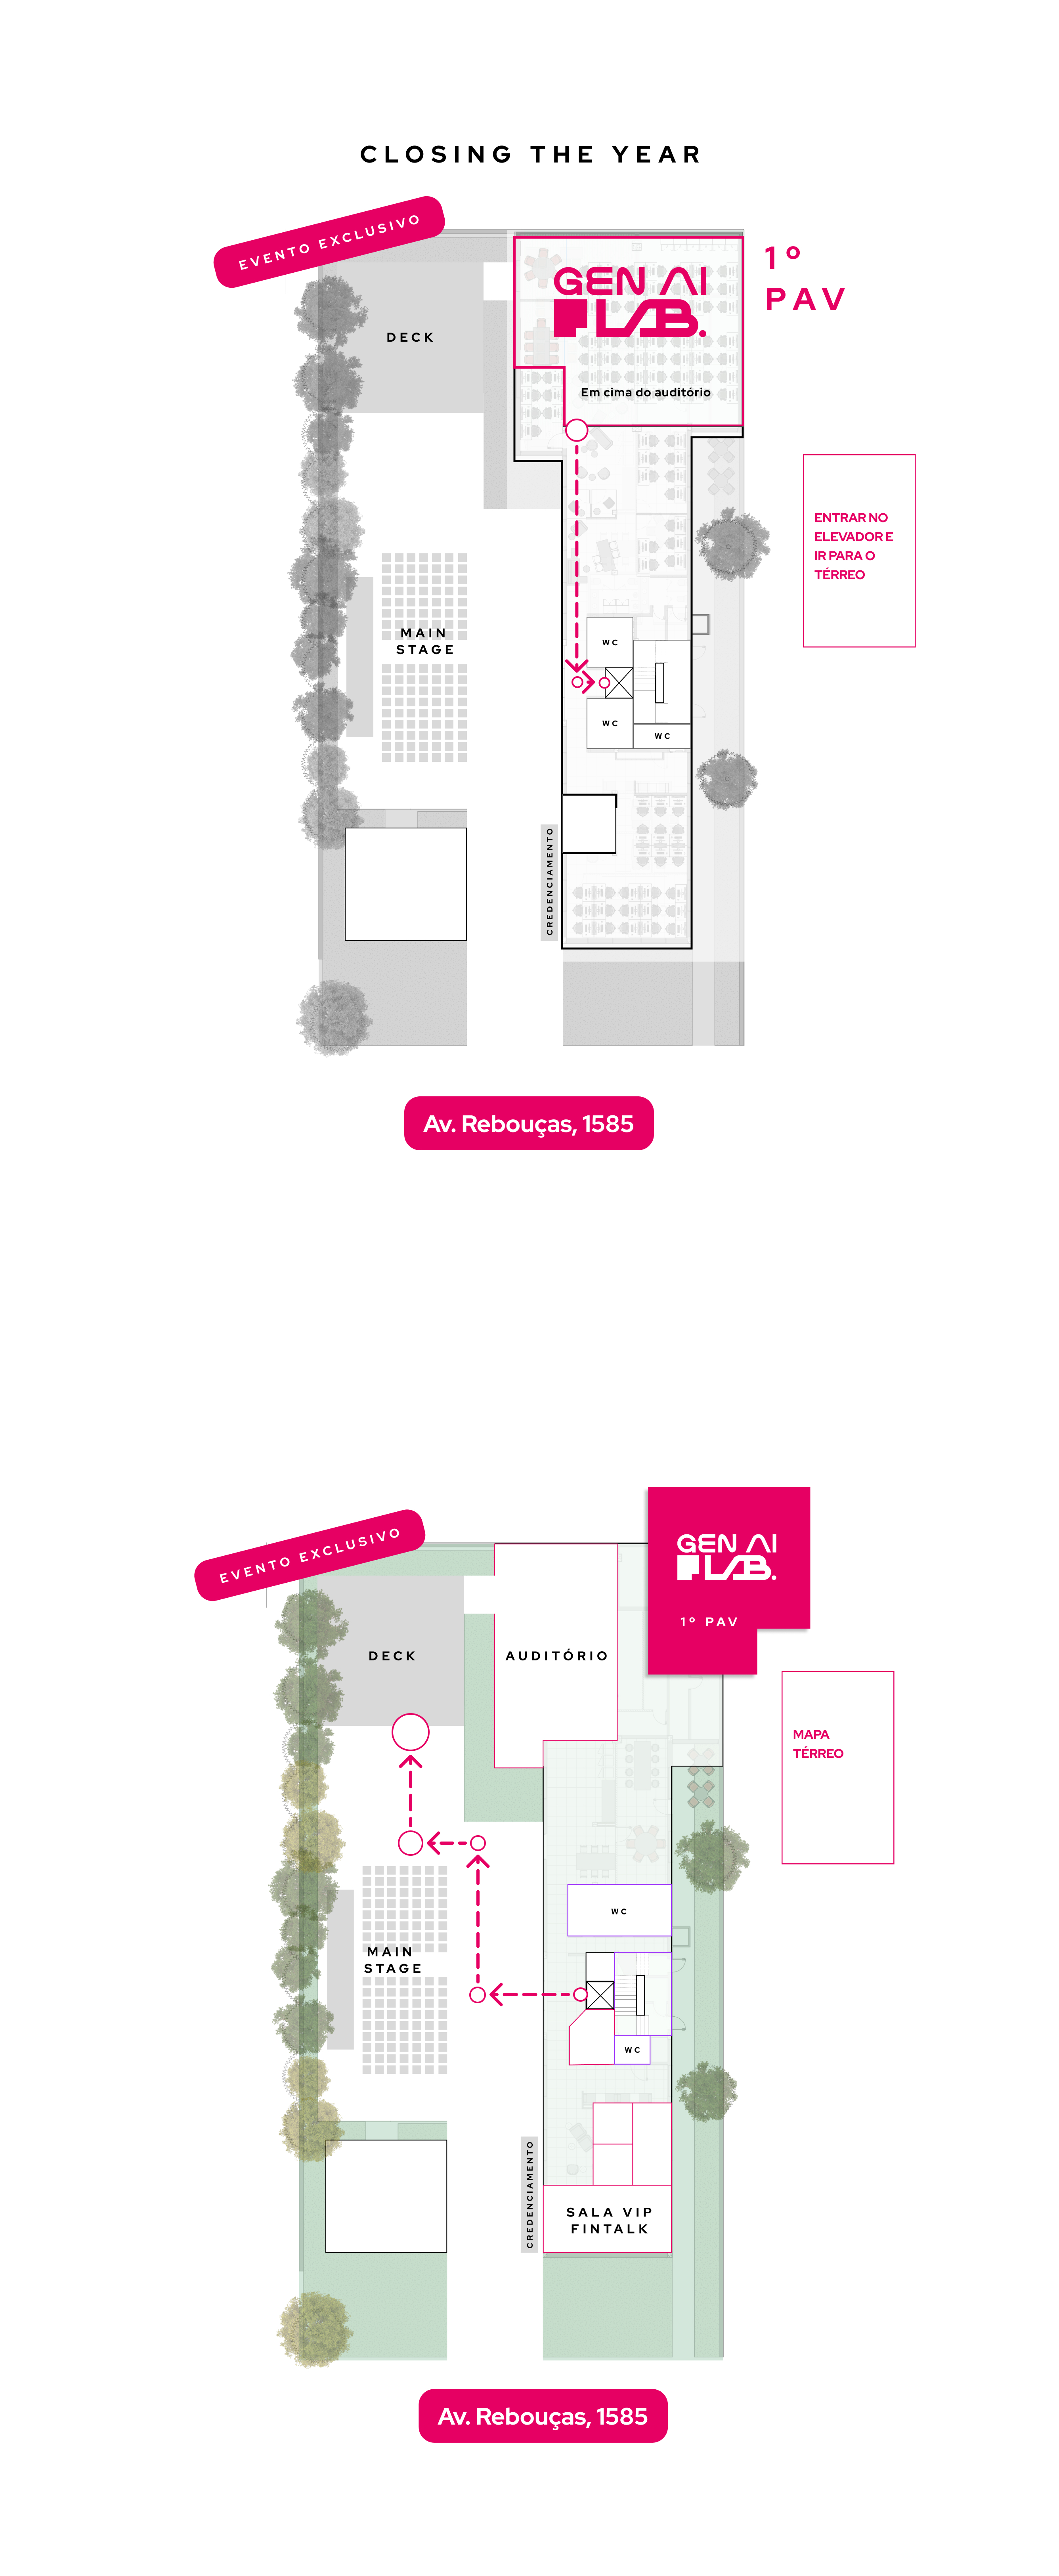 CLOSING THE YEAR
EVENTO EXCLUSIVO
1º
PAV
GEN AI
LAB.
DECK
Em cima do auditório
ENTRAR NO
ELEVADOR E
IR PARA O
TÉRREO
MAIN
STAGE
WC
WC
WC
CREDENCIAMENTO
Av. Rebouças, 1585
EVENTO EXCLUSIVO
GEN AI
LAB.
1º PAV
DECK
AUDITÓRIO
MAPA
TÉRREO
WC
MAIN
STAGE
WC
CREDENCIAMENTO
SALA VIP
FINTALK
Av. Rebouças, 1585